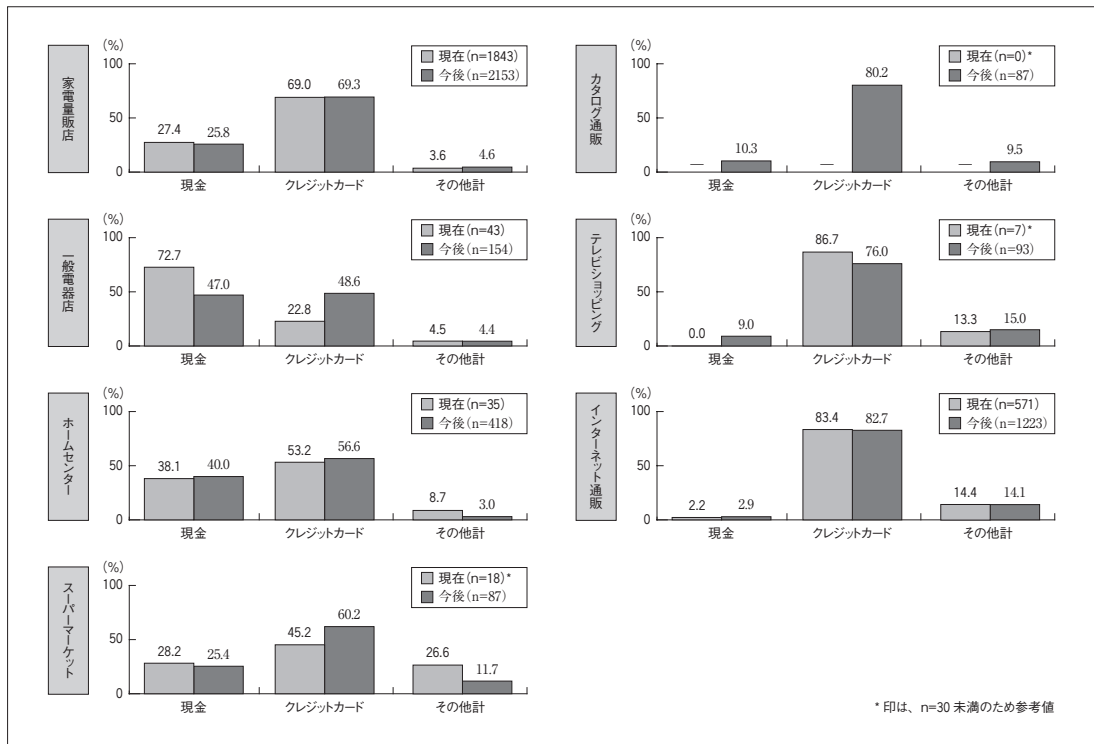 家電量販店
(%)
100
50
0
現在(n=1843)
今後(n=2153)
27.4
25.8
69.0
69.3
3.6
4.6
現金
クレジットカード
その他計
一般電器店
(%)
100
50
0
現在(n=43)
今後(n=154)
72.7
47.0
22.8
48.6
4.5
4.4
現金
クレジットカード
その他計
ホームセンター
(%)
100
50
0
現在(n=35)
今後(n=418)
38.1
40.0
53.2
56.6
8.7
3.0
現金
クレジットカード
その他計
スーパーマーケット
(%)
100
50
0
現在(n=18)*
今後(n=87)
28.2
25.4
45.2
60.2
26.6
11.7
現金
クレジットカード
その他計
カタログ通販
(%)
100
50
0
現在(n=0)*
今後(n=87)
—
10.3
—
80.2
—
9.5
現金
クレジットカード
その他計
テレビショッピング
(%)
100
50
0
現在(n=7)*
今後(n=93)
0.0
9.0
86.7
76.0
13.3
15.0
現金
クレジットカード
その他計
インターネット通販
(%)
100
50
0
現在(n=571)
今後(n=1223)
2.2
2.9
83.4
82.7
14.4
14.1
現金
クレジットカード
その他計
* 印は、n=30 未満のため参考値